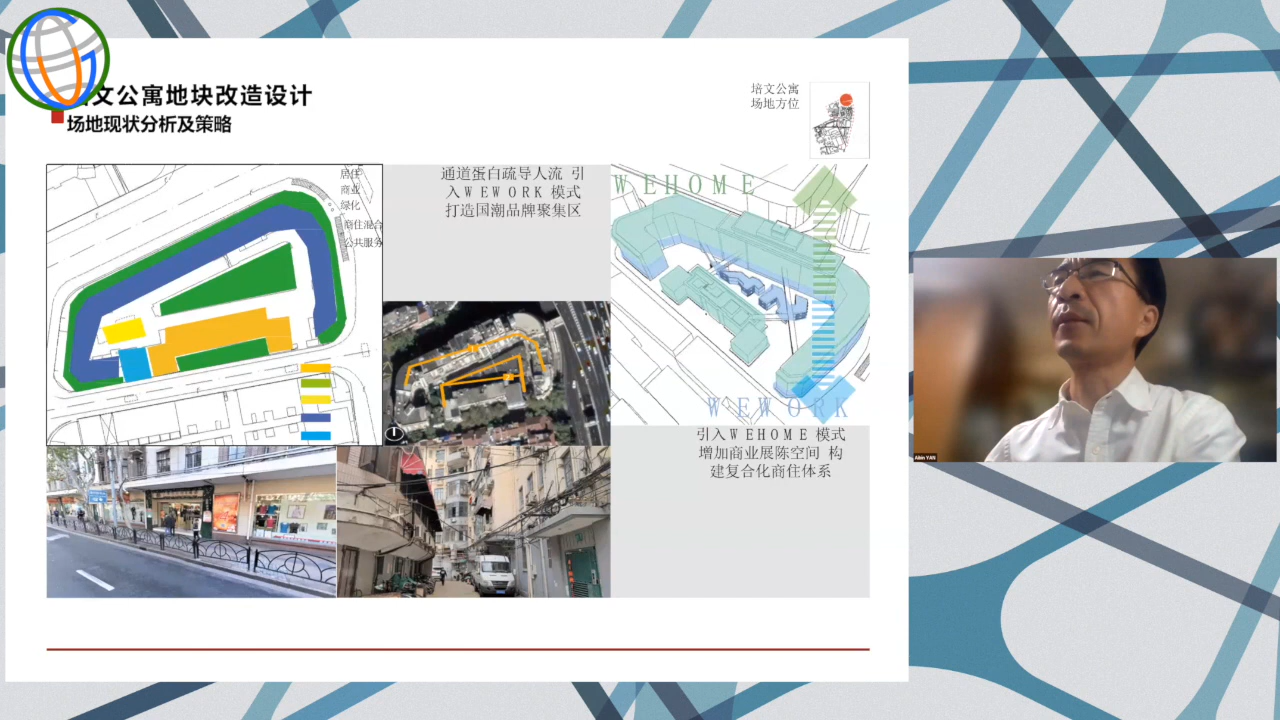 培文公寓地块改造设计
场地现状分析及策略
培文公寓
场地方位
居住
商业
绿化
商住混合
公共服务
通道蛋白疏导人流 引
入WEWORK模式
打造国潮品牌聚集区
WEHOME
WEWORK
引入WEHOME模式
增加商业展陈空间 构
建复合化商住体系
Albin YAN